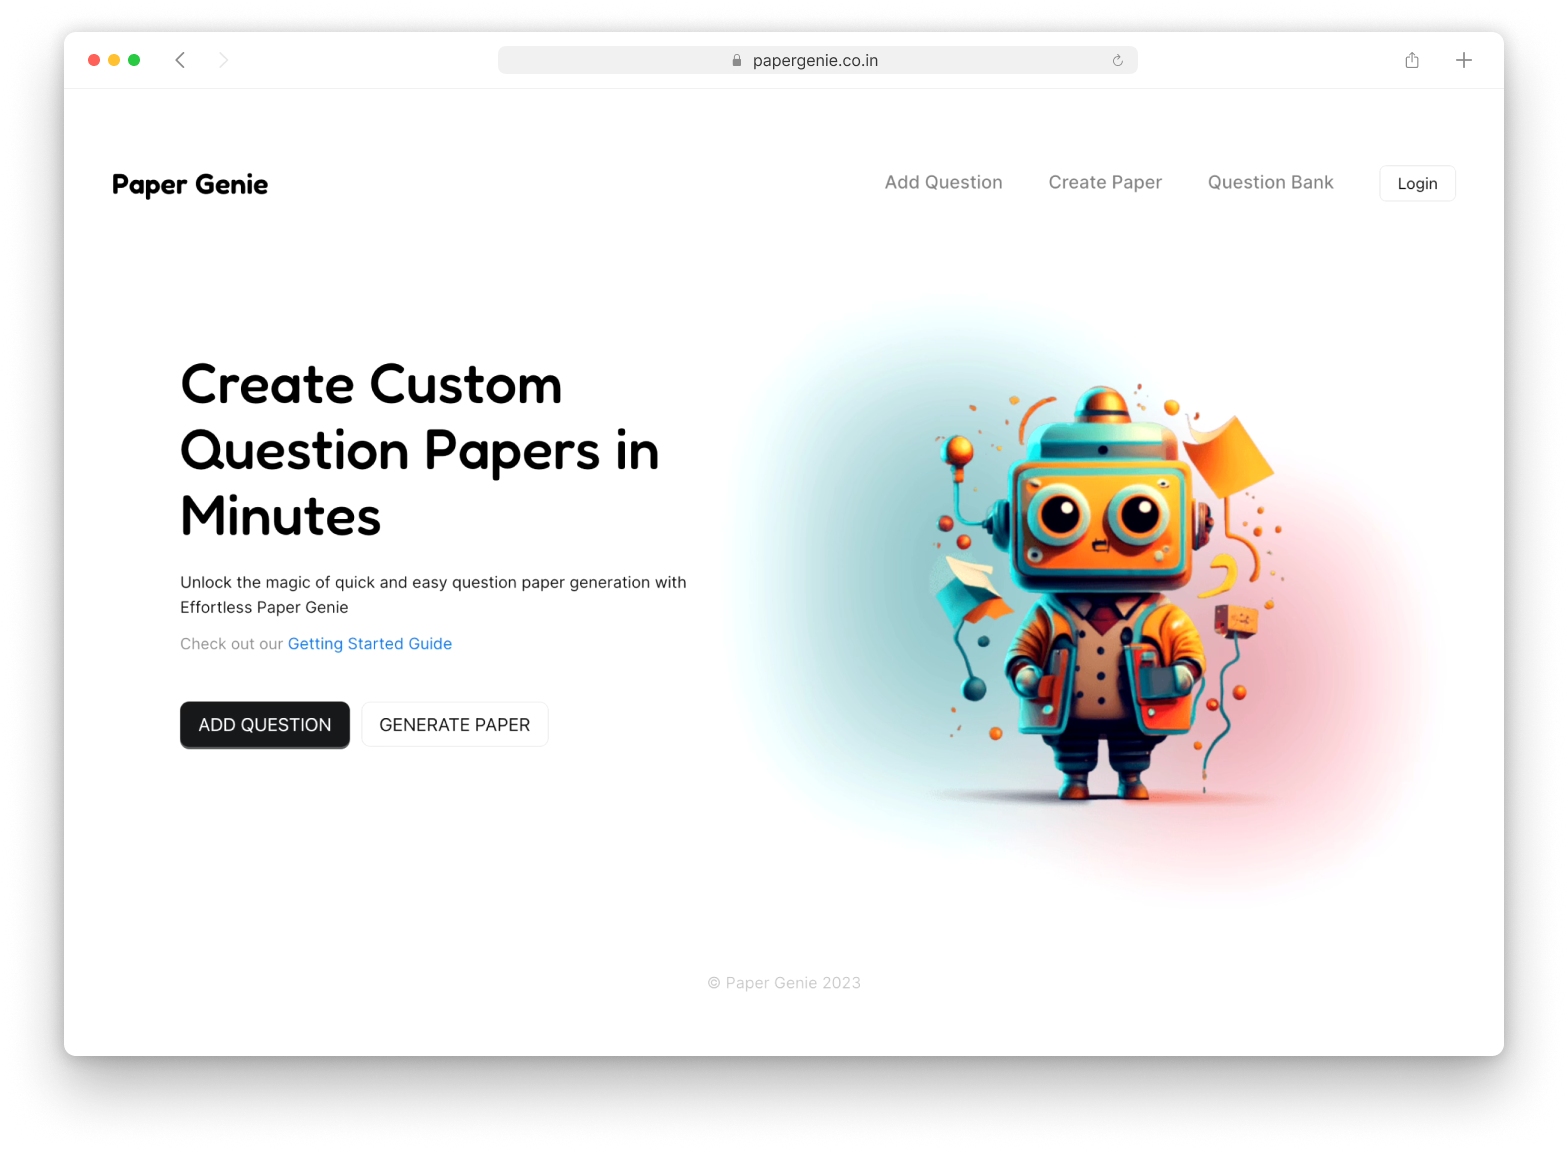 papergenie.co.in
Paper Genie
Add Question
Create Paper
Question Bank
Login
Create Custom
Question Papers in
Minutes
Unlock the magic of quick and easy question paper generation with
Effortless Paper Genie
Check out our Getting Started Guide
ADD QUESTION
GENERATE PAPER
© Paper Genie 2023